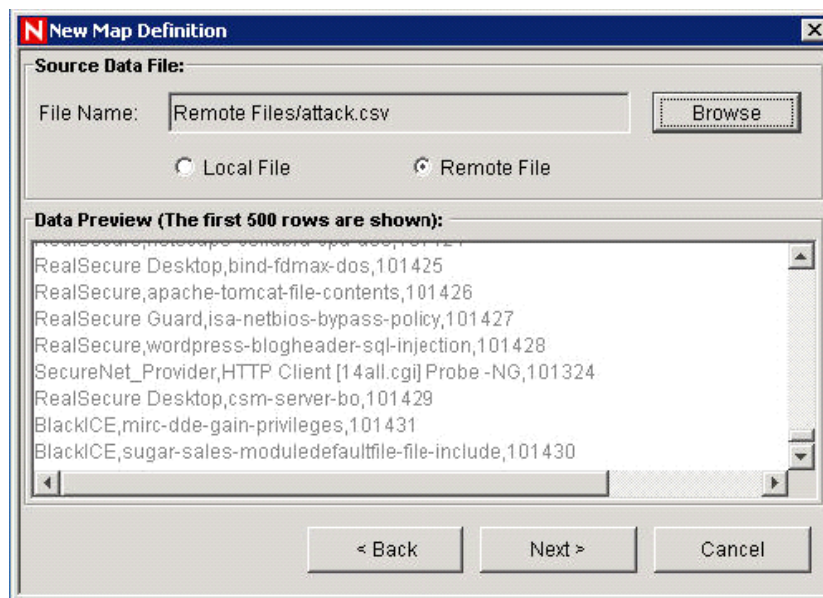 N New Map Definition
Source Data File:
File Name: Remote Files/attack.csv Browse
Local File Remote File
Data Preview (The first 500 rows are shown):
RealSecure Desktop,bind-fdmax-dos,101425
RealSecure,apache-tomcat-file-contents,101426
RealSecure Guard,isa-netbios-bypass-policy,101427
RealSecure,wordpress-blogheader-sql-injection,101428
SecureNet_Provider,HTTP Client [14all.cgi] Probe -NG,101324
RealSecure Desktop,csm-server-bo,101429
BlackICE,mirc-dde-gain-privileges,101431
BlackICE,sugar-sales-moduledefaultfile-file-include,101430
< Back Next > Cancel